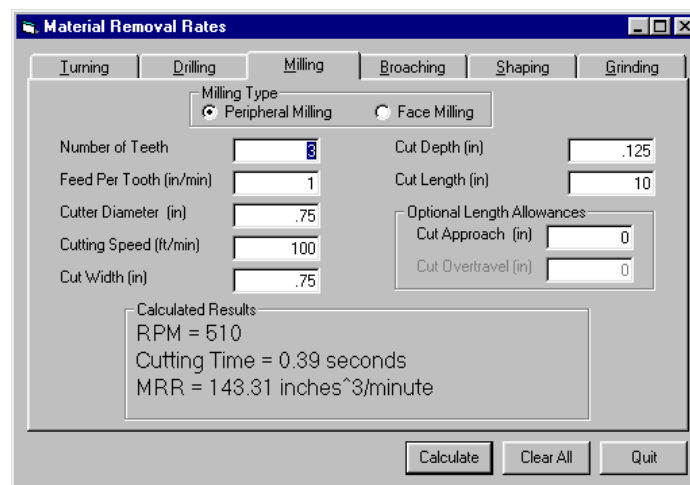 Material Removal Rates
Turning Drilling Milling Broaching Shaping Grinding
Milling Type
Peripheral Milling Face Milling
Number of Teeth 3 Cut Depth (in) .125
Feed Per Tooth (in/min) 1 Cut Length (in) 10
Cutter Diameter (in) .75 Optional Length Allowances
Cutting Speed (ft/min) 100 Cut Approach (in) 0
Cut Width (in) .75 Cut Overtravel (in) 0
Calculated Results
RPM = 510
Cutting Time = 0.39 seconds
MRR = 143.31 inches^3/minute
Calculate Clear All Quit